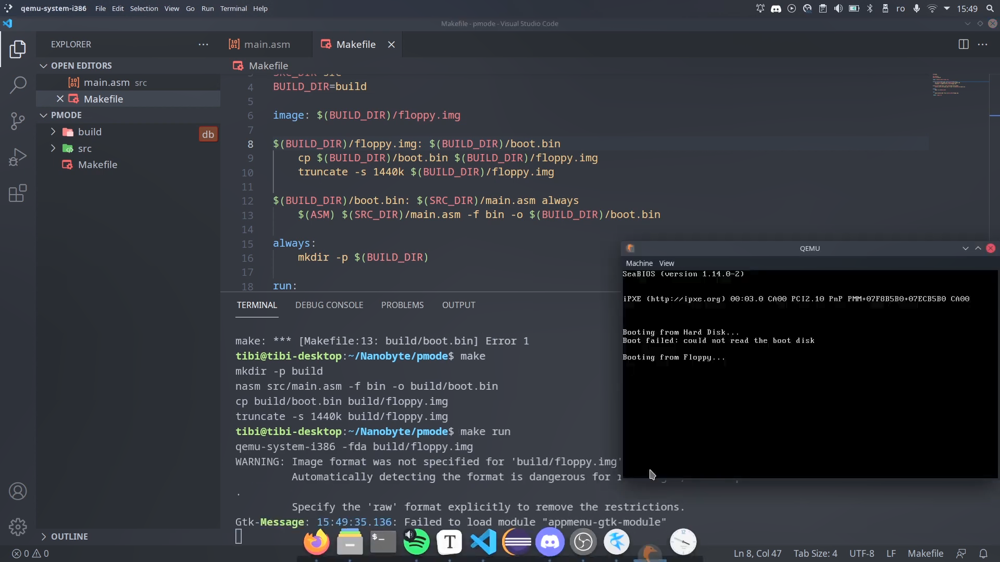 qemu-system-i386 File Edit Selection View Go Run Terminal Help
ro 15:49
Makefile - pmode - Visual Studio Code
EXPLORER
main.asm
Makefile
OPEN EDITORS
main.asm src
Makefile
PMODE
build
db
src
Makefile
OUTLINE
Makefile
4 BUILD_DIR=build
5
6 image: $(BUILD_DIR)/floppy.img
7
8 $(BUILD_DIR)/floppy.img: $(BUILD_DIR)/boot.bin
9 cp $(BUILD_DIR)/boot.bin $(BUILD_DIR)/floppy.img
10 truncate -s 1440k $(BUILD_DIR)/floppy.img
11
12 $(BUILD_DIR)/boot.bin: $(SRC_DIR)/main.asm always
13 $(ASM) $(SRC_DIR)/main.asm -f bin -o $(BUILD_DIR)/boot.bin
14
15 always:
16 mkdir -p $(BUILD_DIR)
17
18 run:
TERMINAL DEBUG CONSOLE PROBLEMS OUTPUT
make: *** [Makefile:13: build/boot.bin] Error 1
tibi@tibi-desktop:~/Nanobyte/pmode$ make
mkdir -p build
nasm src/main.asm -f bin -o build/boot.bin
cp build/boot.bin build/floppy.img
truncate -s 1440k build/floppy.img
tibi@tibi-desktop:~/Nanobyte/pmode$ make run
qemu-system-i386 -fda build/floppy.img
WARNING: Image format was not specified for 'build/floppy.img'
Automatically detecting the format is dangerous for
.
Specify the 'raw' format explicitly to remove the restrictions.
Gtk-Message: 15:49:35.136: Failed to load module "appmenu-gtk-module"
QEMU
Machine View
SeaBIOS (version 1.14.0-2)
iPXE (http://ipxe.org) 00:03.0 CA00 PCI2.10 PnP PMM+07F8B5B0+07ECB5B0 CA00
Booting from Hard Disk...
Boot failed: could not read the boot disk
Booting from Floppy...
$_
T
12
0 0
Ln 8, Col 47 Tab Size: 4 UTF-8 LF Makefile